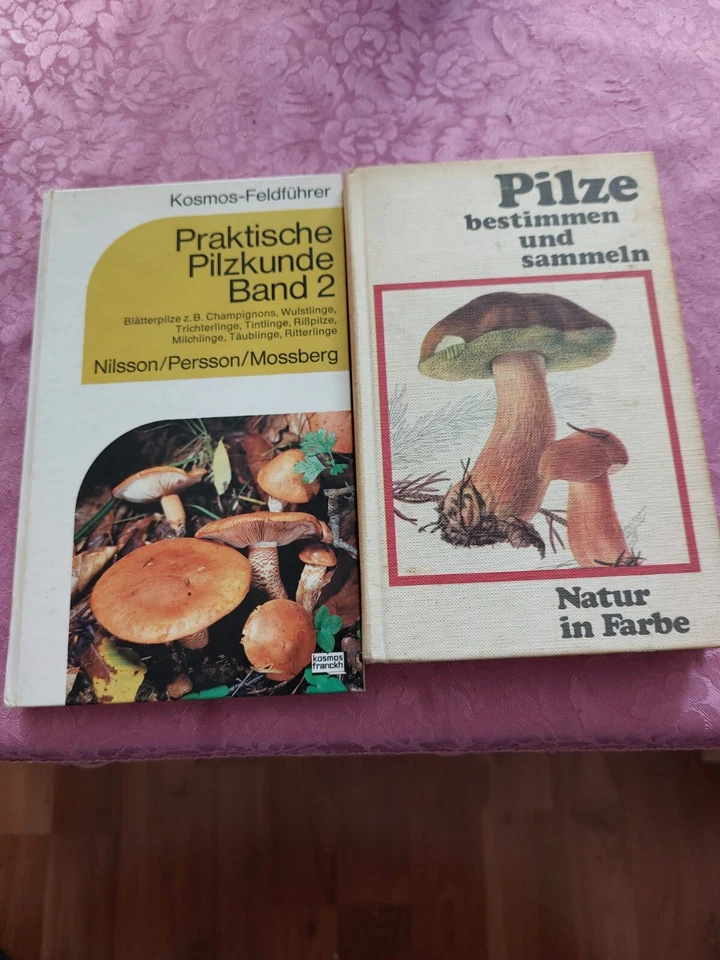 Kosmos-Feldführer
Praktische
Pilzkunde
Band 2
Blätterpilze z.B. Champignons, Wulstlinge,
Trichterlinge, Tintlinge, Rißpilze,
Milchlinge, Täublinge, Ritterlinge
Nilsson/Persson/Mossberg
kosmos
franckh
Pilze
bestimmen
und
sammeln
Natur
in Farbe